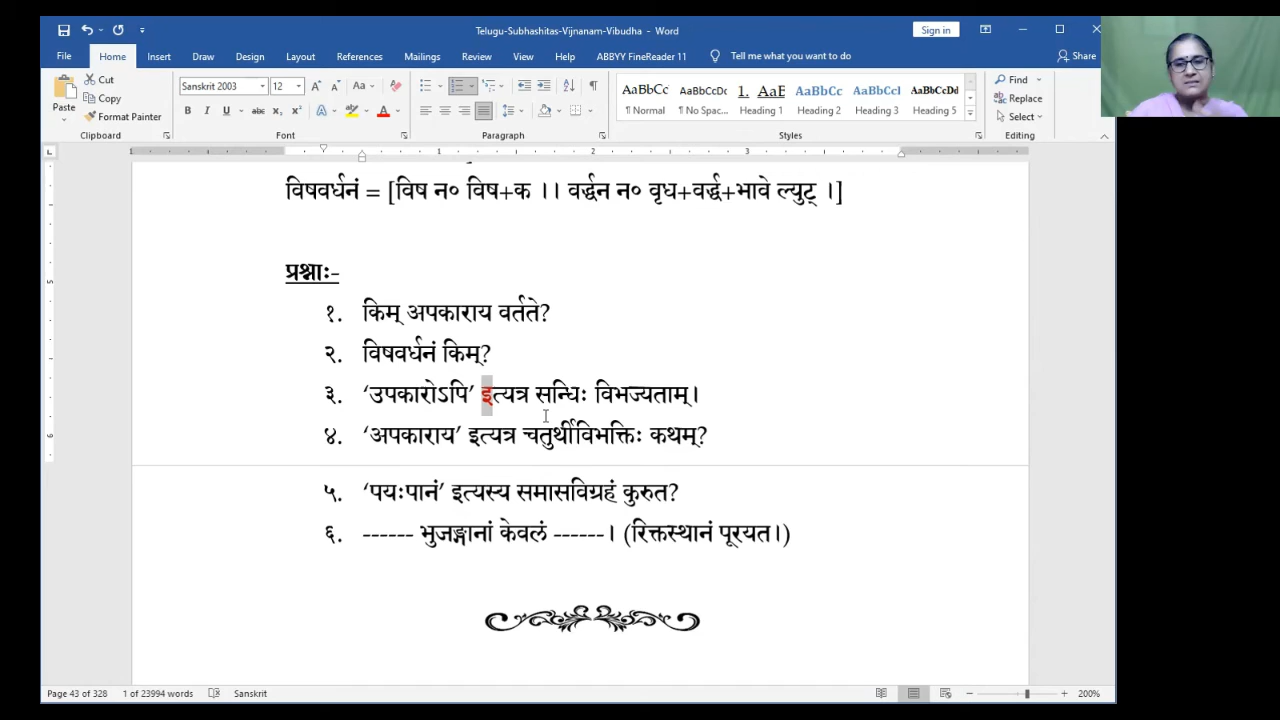 Telugu-Subhashitas-Vijnanam-Vibudha - Word
Sign in
File Home Insert Draw Design Layout References Mailings Review View Help ABBYY FineReader 11 Tell me what you want to do Share
Paste
Cut
Copy
Format Painter
Clipboard
Sanskrit 2003 12
Font
Paragraph
AaBbCc AaBbCcDc 1. AaE AaBbCc AaBbCcI AaBbCcDd
¶ Normal ¶ No Spac... Heading 1 Heading 2 Heading 3 Heading 5
Styles
Find
Replace
Select
Editing
विषवर्धनं = [विष न० विष+क ।। वर्द्धन न० वृध+वर्द्ध+भावे ल्युट् ।]
प्रश्नाः-
१. किम् अपकाराय वर्तते?
२. विषवर्धनं किम्?
३. ‘उपकारोऽपि’ इत्यत्र सन्धिः विभज्यताम्।
४. ‘अपकाराय’ इत्यत्र चतुर्थीविभक्तिः कथम्?
५. ‘पयःपानं’ इत्यस्य समासविग्रहं कुरुत?
६. ------ भुजङ्गानां केवलं ------। (रिक्तस्थानं पूरयत।)
Page 43 of 328 1 of 23994 words Sanskrit 200%